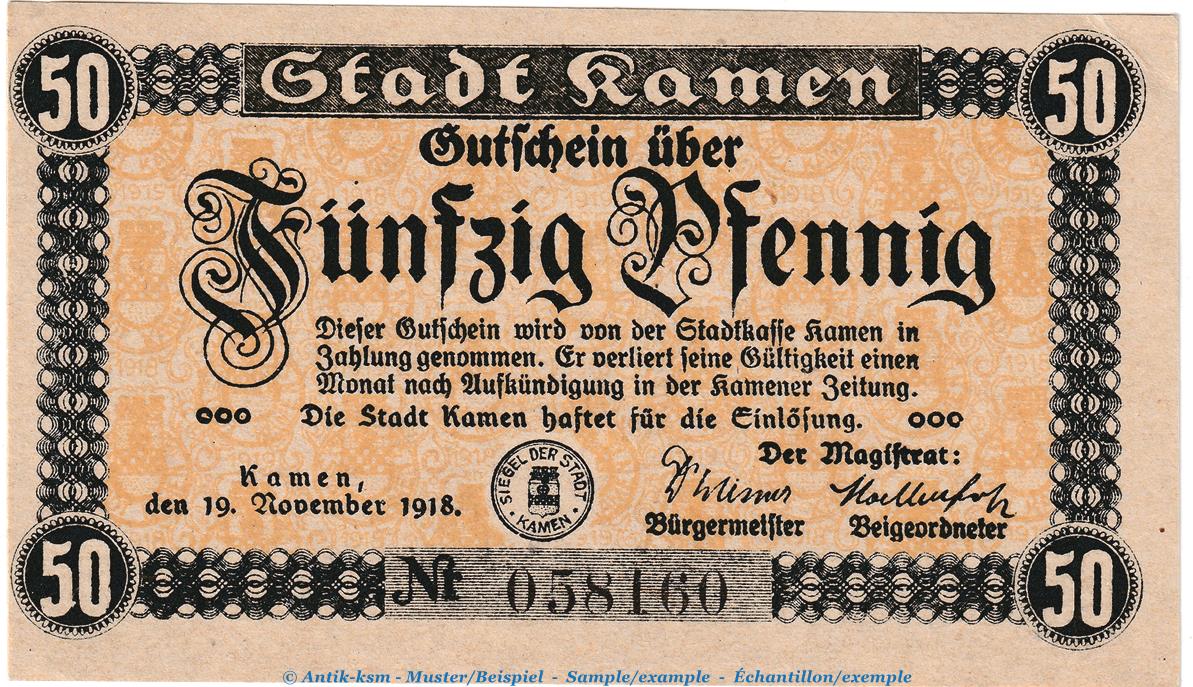 50 Stadt Kamen 50
Gutschein über
Fünfzig Pfennig
Dieser Gutschein wird von der Stadtkasse Kamen in
Zahlung genommen. Er verliert seine Gültigkeit einen
Monat nach Aufkündigung in der Kamener Zeitung.
ooo Die Stadt Kamen haftet für die Einlösung. ooo
Der Magistrat:
Kamen,
den 19. November 1918.
SIEGEL DER STADT
· KAMEN ·
Bürgermeister Beigeordneter
50 Nr 058160 50
© Antik-ksm - Muster/Beispiel - Sample/example - Échantillon/exemple